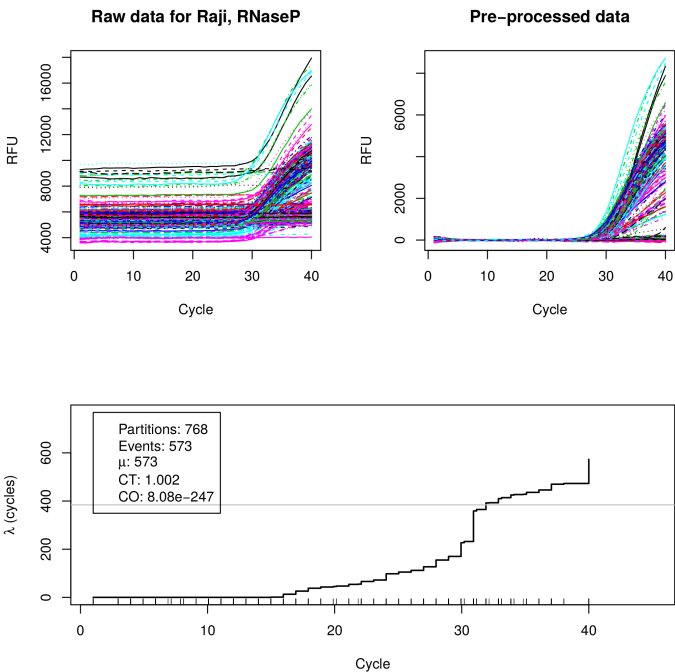 Raw data for Raji, RNaseP
Pre−processed data
RFU
4000 8000 12000 16000
0 10 20 30 40
Cycle
RFU
0 2000 6000
0 10 20 30 40
Cycle
λ (cycles)
0 200 400 600
Partitions: 768
Events: 573
μ: 573
CT: 1.002
CO: 8.08e−247
0 10 20 30 40
Cycle